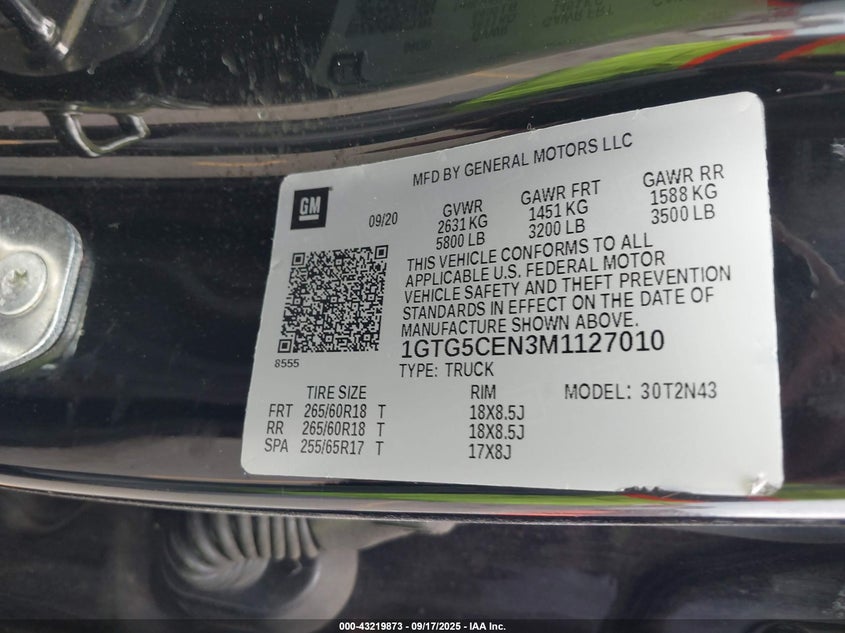 MFD BY GENERAL MOTORS LLC
GM
09/20
GVWR GAWR FRT GAWR RR
2631 KG 1451 KG 1588 KG
5800 LB 3200 LB 3500 LB
THIS VEHICLE CONFORMS TO ALL
APPLICABLE U.S. FEDERAL MOTOR
VEHICLE SAFETY AND THEFT PREVENTION
STANDARDS IN EFFECT ON THE DATE OF
MANUFACTURE SHOWN ABOVE.
8555
1GTG5CEN3M1127010
TYPE: TRUCK
TIRE SIZE RIM MODEL: 30T2N43
FRT 265/60R18 T 18X8.5J
RR 265/60R18 T 18X8.5J
SPA 255/65R17 T 17X8J
000-43219873 - 09/17/2025 - IAA Inc.